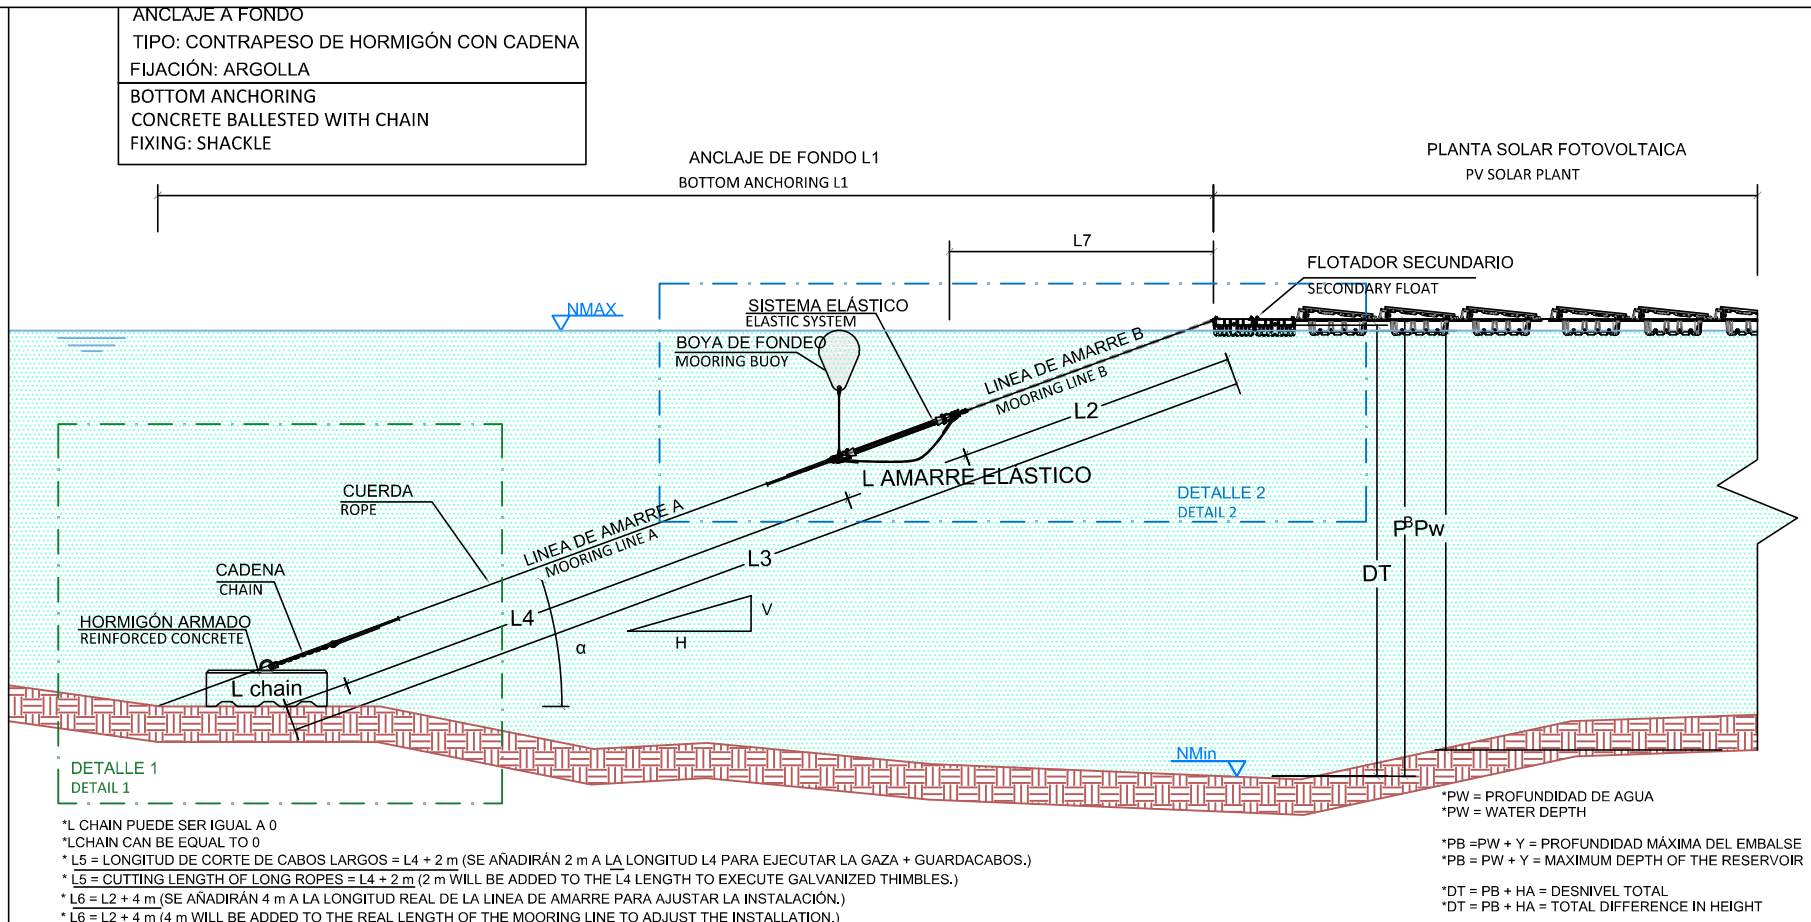 ANCLAJE A FONDO
TIPO: CONTRAPESO DE HORMIGÓN CON CADENA
FIJACIÓN: ARGOLLA
BOTTOM ANCHORING
CONCRETE BALLESTED WITH CHAIN
FIXING: SHACKLE
ANCLAJE DE FONDO L1
BOTTOM ANCHORING L1
PLANTA SOLAR FOTOVOLTAICA
PV SOLAR PLANT
L7
FLOTADOR SECUNDARIO
SECONDARY FLOAT
NMAX
SISTEMA ELÁSTICO
ELASTIC SYSTEM
BOYA DE FONDEO
MOORING BUOY
LINEA DE AMARRE B
MOORING LINE B
L2
L AMARRE ELÁSTICO
DETALLE 2
DETAIL 2
CUERDA
ROPE
LINEA DE AMARRE A
MOORING LINE A
L3
L4
PB
Pw
DT
CADENA
CHAIN
HORMIGÓN ARMADO
REINFORCED CONCRETE
L chain
α
H
V
NMin
DETALLE 1
DETAIL 1
*L CHAIN PUEDE SER IGUAL A 0
*LCHAIN CAN BE EQUAL TO 0
* L5 = LONGITUD DE CORTE DE CABOS LARGOS = L4 + 2 m (SE AÑADIRÁN 2 m A LA LONGITUD L4 PARA EJECUTAR LA GAZA + GUARDACABOS.)
* L5 = CUTTING LENGTH OF LONG ROPES = L4 + 2 m (2 m WILL BE ADDED TO THE L4 LENGTH TO EXECUTE GALVANIZED THIMBLES.)
* L6 = L2 + 4 m (SE AÑADIRÁN 4 m A LA LONGITUD REAL DE LA LINEA DE AMARRE PARA AJUSTAR LA INSTALACIÓN.)
* L6 = L2 + 4 m (4 m WILL BE ADDED TO THE REAL LENGTH OF THE MOORING LINE TO ADJUST THE INSTALLATION.)
*PW = PROFUNDIDAD DE AGUA
*PW = WATER DEPTH
*PB =PW + Y = PROFUNDIDAD MÁXIMA DEL EMBALSE
*PB = PW + Y = MAXIMUM DEPTH OF THE RESERVOIR
*DT = PB + HA = DESNIVEL TOTAL
*DT = PB + HA = TOTAL DIFFERENCE IN HEIGHT